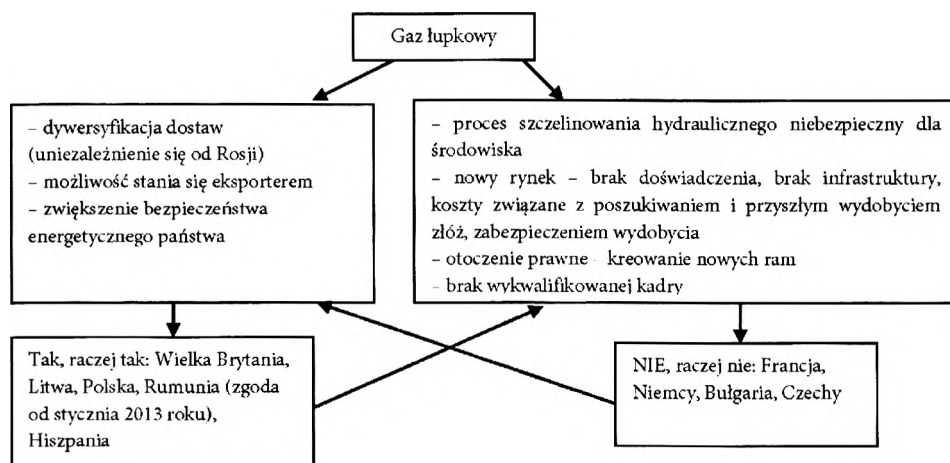 Gaz łupkowy
– dywersyfikacja dostaw
(uniezależnienie się od Rosji)
– możliwość stania się eksporterem
– zwiększenie bezpieczeństwa
energetycznego państwa
– proces szczelinowania hydraulicznego niebezpieczny dla
środowiska
– nowy rynek – brak doświadczenia, brak infrastruktury,
koszty związane z poszukiwaniem i przyszłym wydobyciem
złóż, zabezpieczeniem wydobycia
– otoczenie prawne – kreowanie nowych ram
– brak wykwalifikowanej kadry
Tak, raczej tak: Wielka Brytania,
Litwa, Polska, Rumunia (zgoda
od stycznia 2013 roku),
Hiszpania
NIE, raczej nie: Francja,
Niemcy, Bułgaria, Czechy